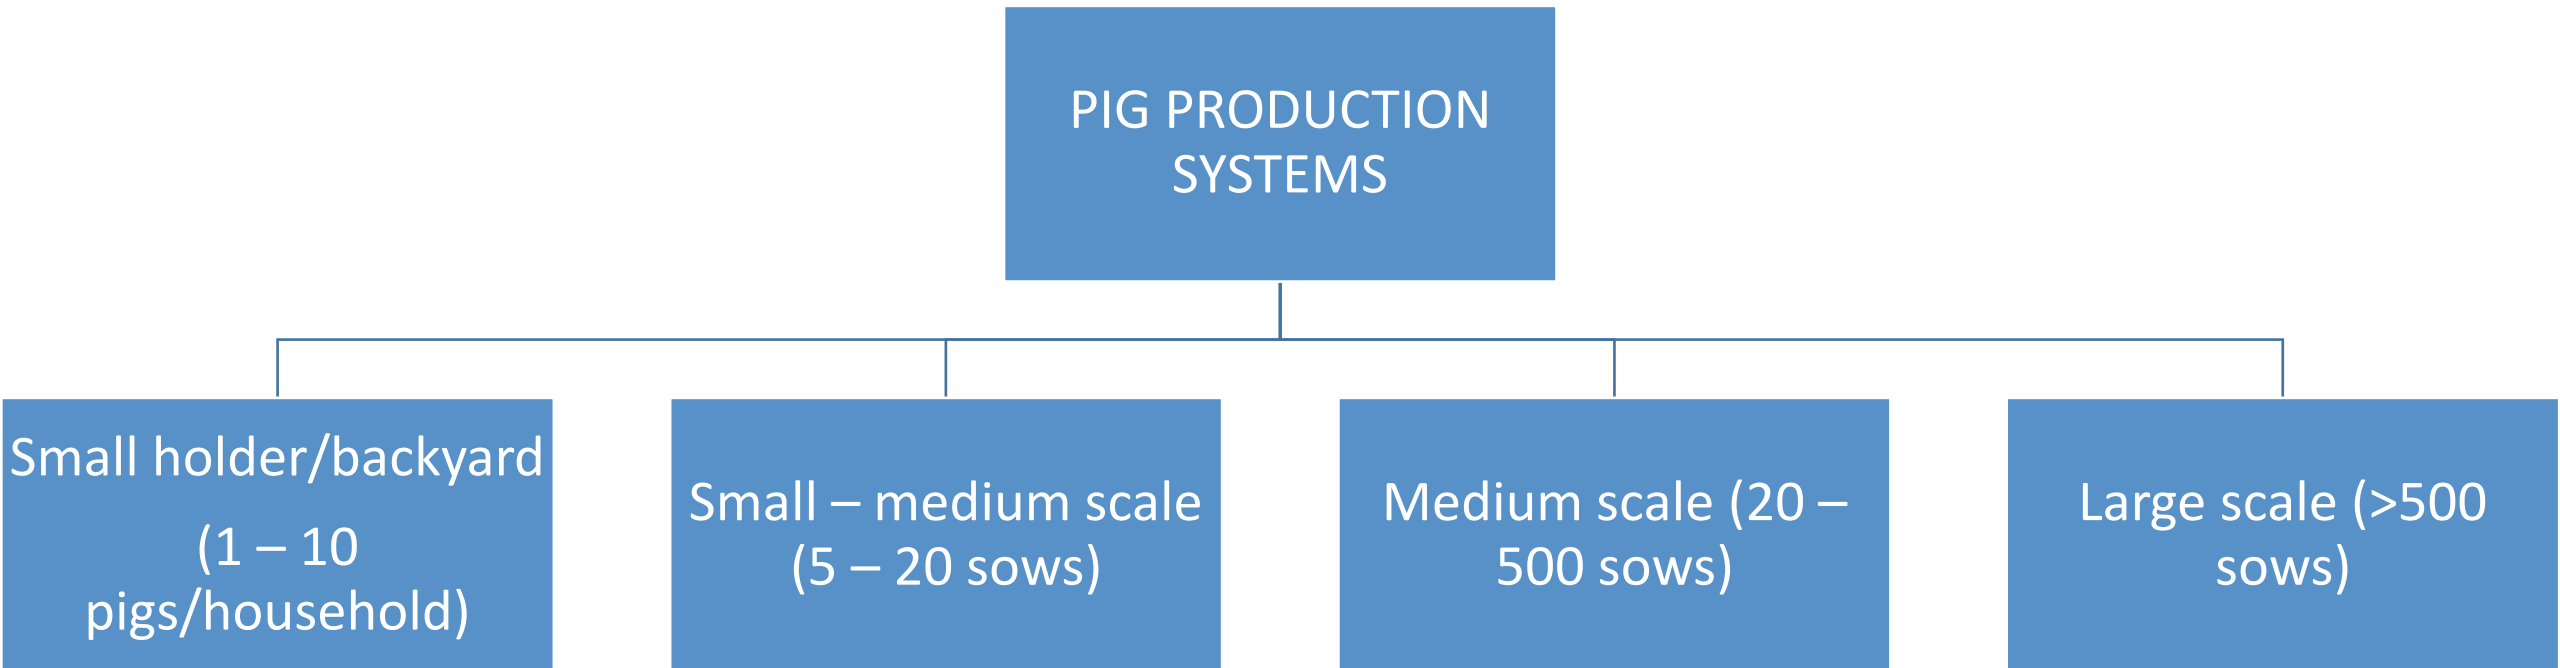 PIG PRODUCTION
SYSTEMS
Small holder/backyard
(1 – 10
pigs/household)
Small – medium scale
(5 – 20 sows)
Medium scale (20 –
500 sows)
Large scale (>500
sows)